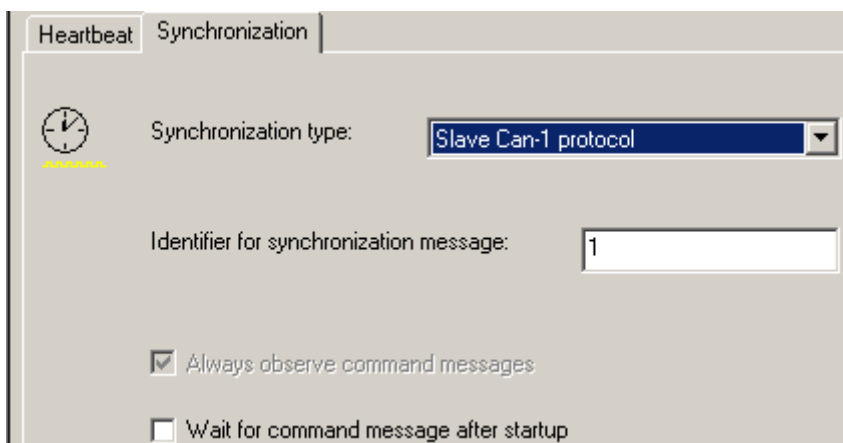 Heartbeat Synchronization
Synchronization type: Slave Can-1 protocol
Identifier for synchronization message: 1
Always observe command messages
Wait for command message after startup